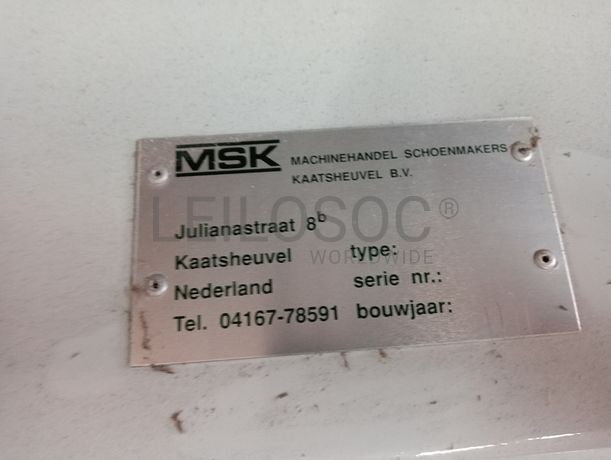 MSK MACHINEHANDEL SCHOENMAKERS
KAATSHEUVEL B.V.
LEILOSOC®
WORLDWIDE
Julianastraat 8b
Kaatsheuvel type:
Nederland serie nr.:
Tel. 04167-78591 bouwjaar: